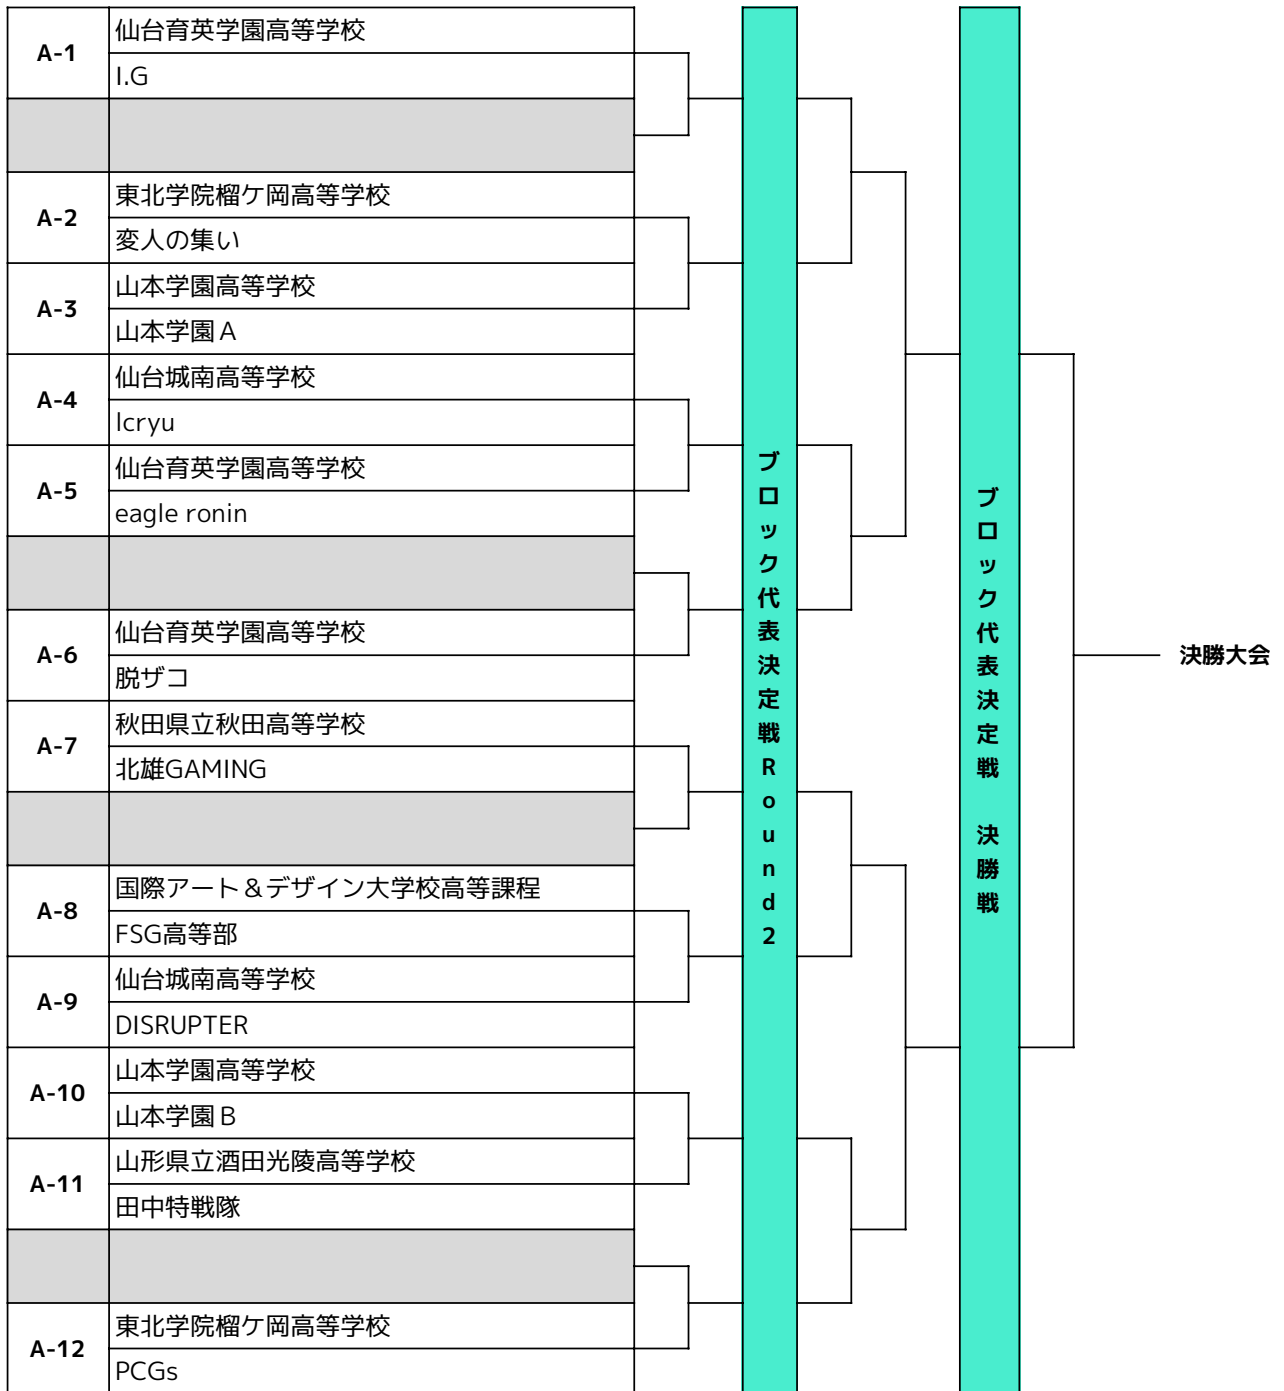 A-1
仙台育英学園高等学校
I.G
A-2
東北学院榴ケ岡高等学校
変人の集い
A-3
山本学園高等学校
山本学園A
A-4
仙台城南高等学校
lcryu
A-5
仙台育英学園高等学校
eagle ronin
A-6
仙台育英学園高等学校
脱ザコ
A-7
秋田県立秋田高等学校
北雄GAMING
A-8
国際アート＆デザイン大学校高等課程
FSG高等部
A-9
仙台城南高等学校
DISRUPTER
A-10
山本学園高等学校
山本学園B
A-11
山形県立酒田光陵高等学校
田中特戦隊
A-12
東北学院榴ケ岡高等学校
PCGs
ブロック代表決定戦Round2
ブロック代表決定戦 決勝戦
決勝大会